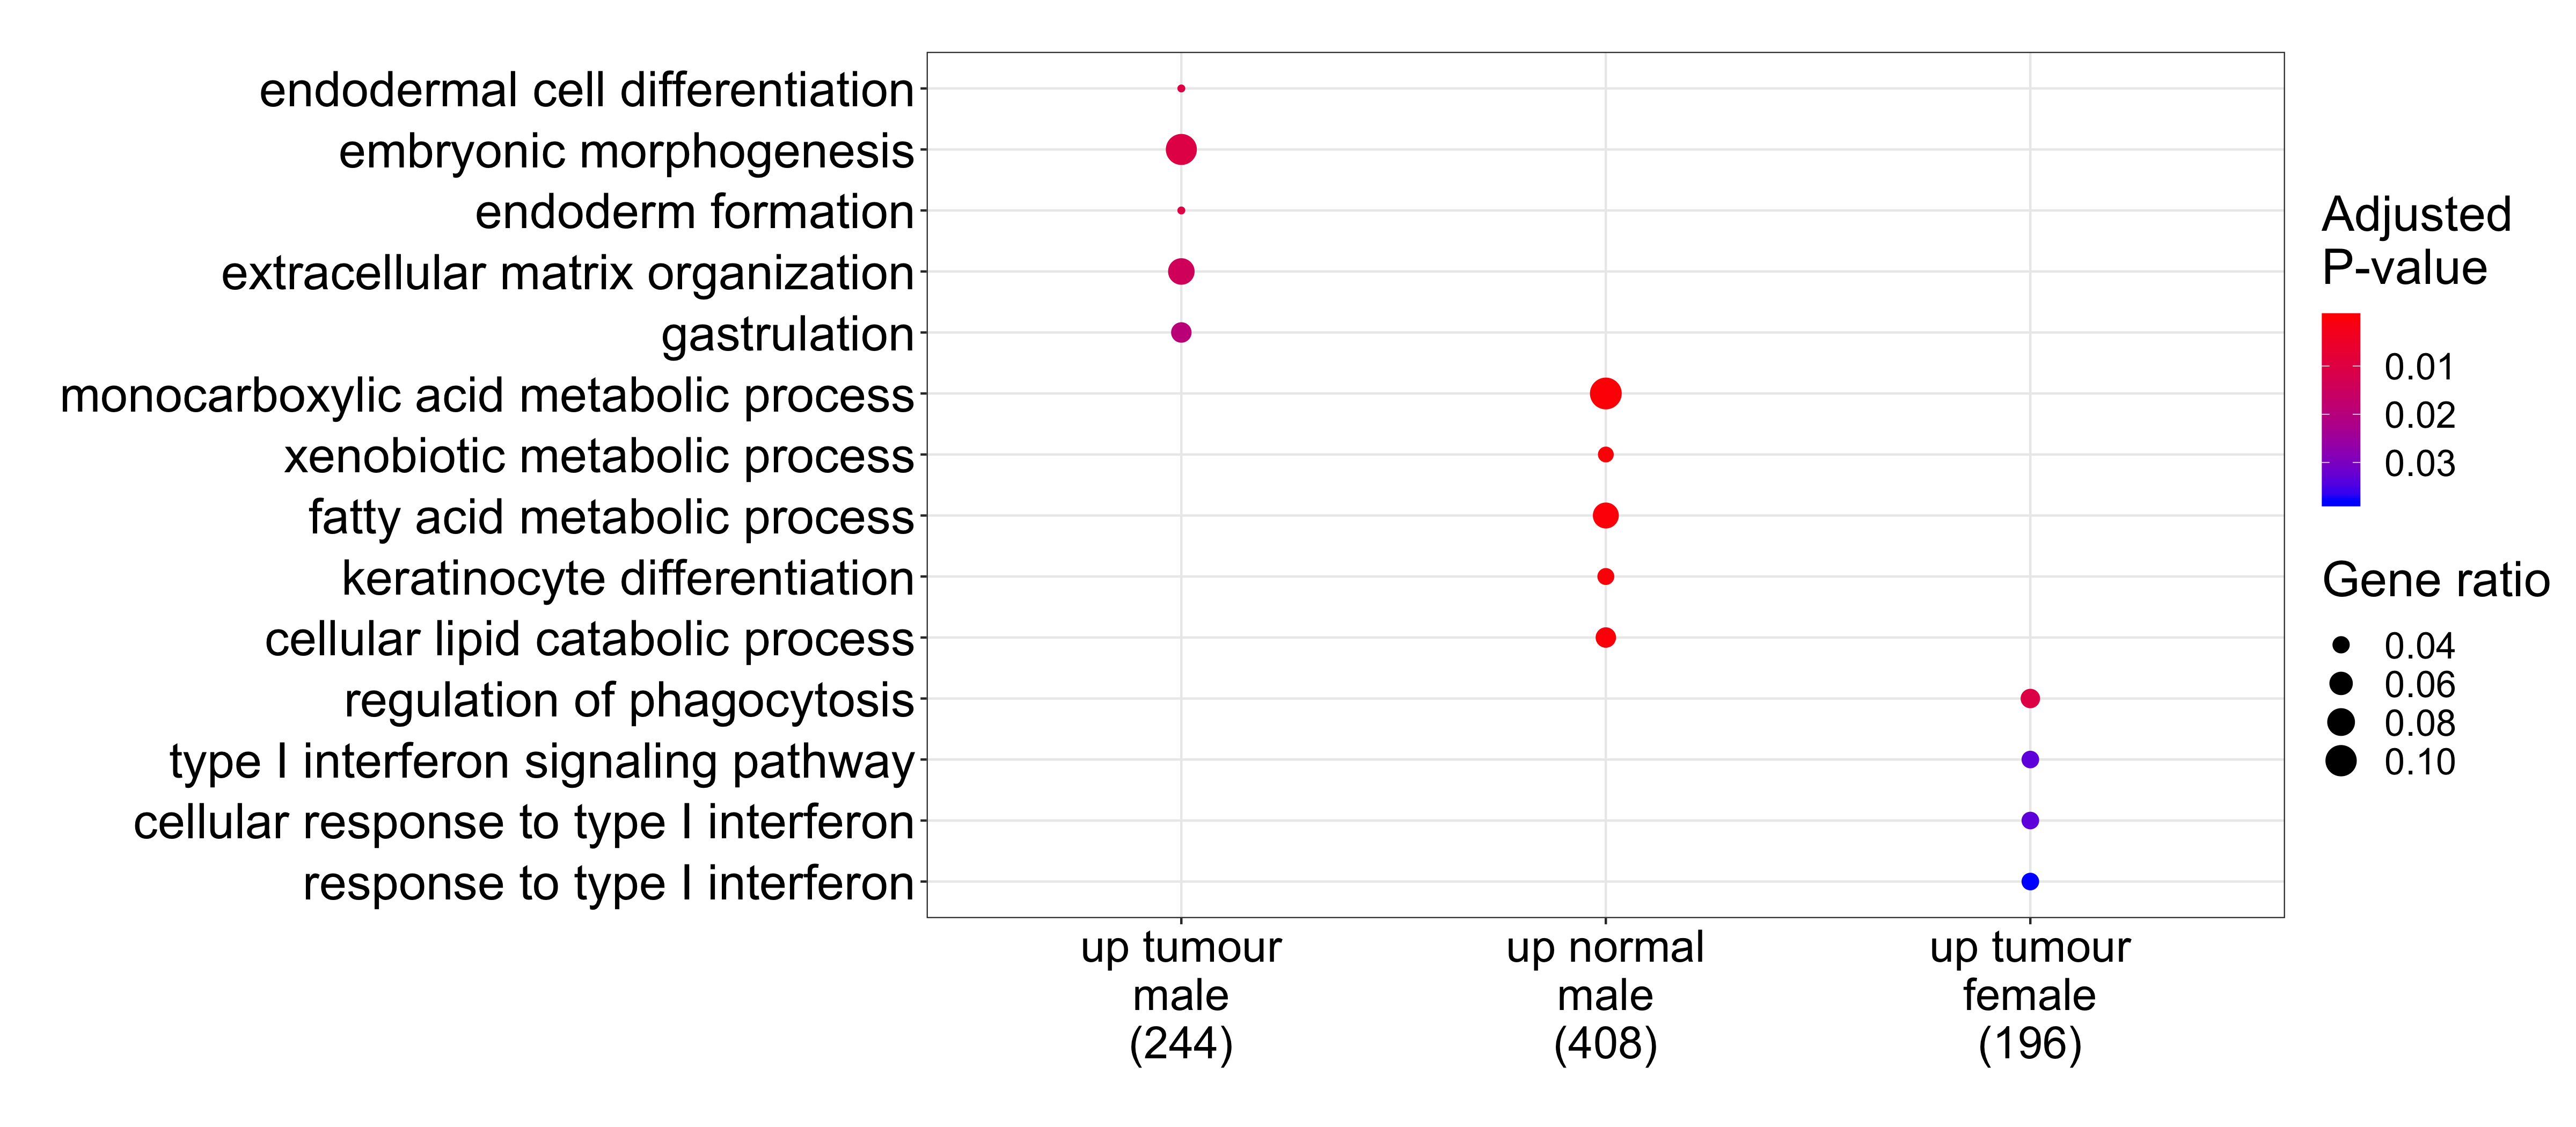 endodermal cell differentiation
embryonic morphogenesis
endoderm formation
extracellular matrix organization
gastrulation
monocarboxylic acid metabolic process
xenobiotic metabolic process
fatty acid metabolic process
keratinocyte differentiation
cellular lipid catabolic process
regulation of phagocytosis
type I interferon signaling pathway
cellular response to type I interferon
response to type I interferon
up tumour
male
(244)
up normal
male
(408)
up tumour
female
(196)
Adjusted
P-value
0.01
0.02
0.03
Gene ratio
0.04
0.06
0.08
0.10